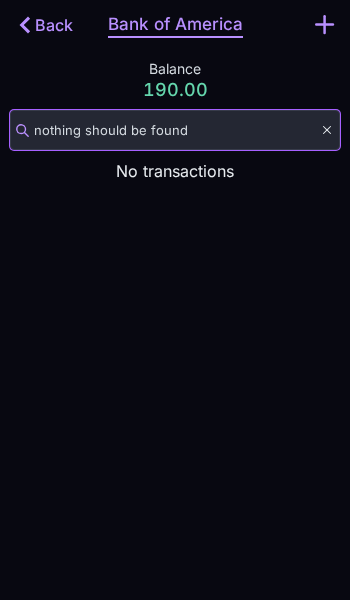 Back
Bank of America
Balance
190.00
nothing should be found
No transactions